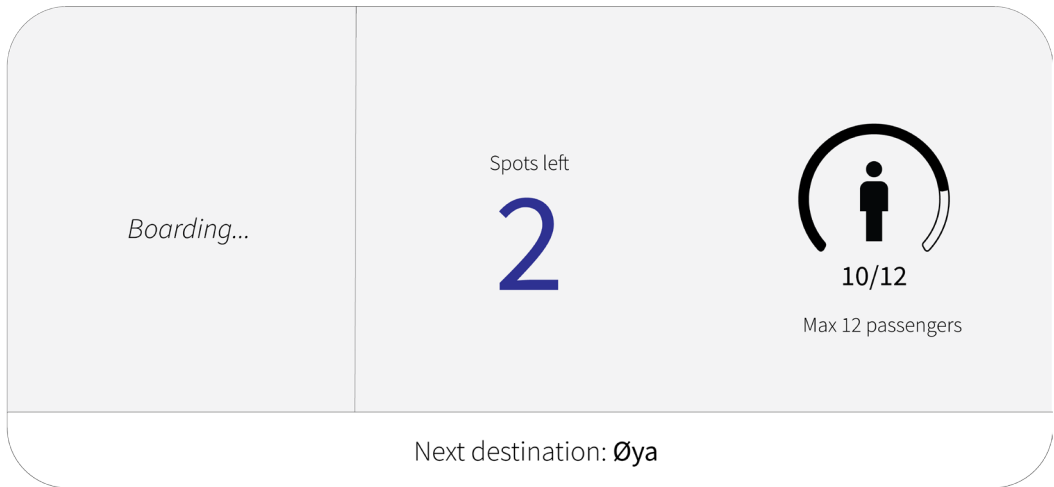 Boarding...
Spots left
2
10/12
Max 12 passengers
Next destination: Øya